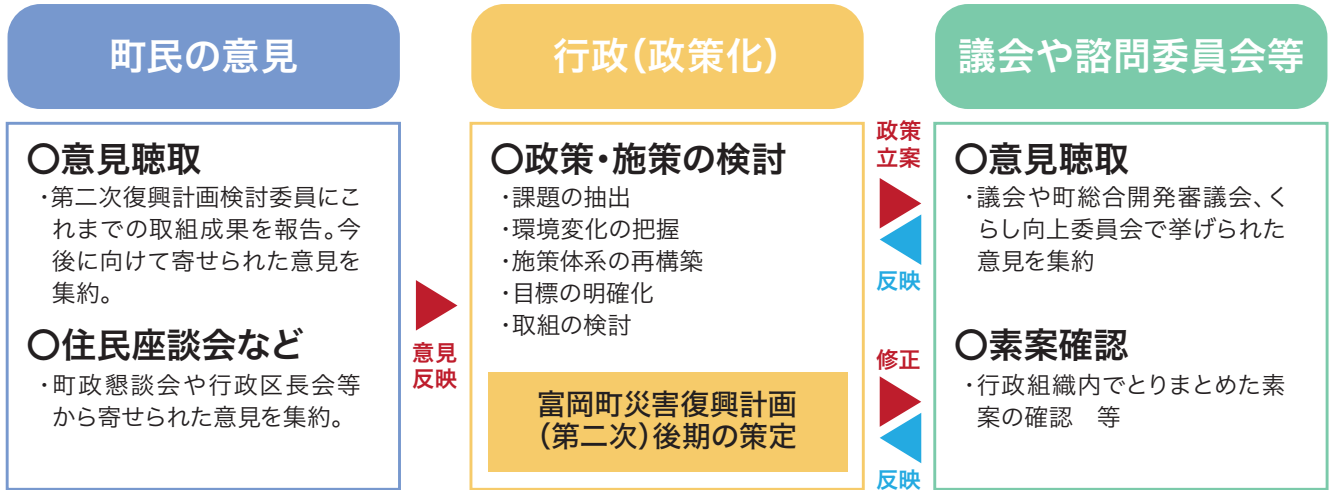 町民の意見
〇意見聴取
・第二次復興計画検討委員にこ
れまでの取組成果を報告。今
後に向けて寄せられた意見を
集約。
〇住民座談会など
・町政懇談会や行政区長会等
から寄せられた意見を集約。
意見
反映
行政(政策化)
〇政策・施策の検討
・課題の抽出
・環境変化の把握
・施策体系の再構築
・目標の明確化
・取組の検討
富岡町災害復興計画
(第二次)後期の策定
政策
立案
反映
修正
反映
議会や諮問委員会等
〇意見聴取
・議会や町総合開発審議会、く
らし向上委員会で挙げられた
意見を集約
〇素案確認
・行政組織内でとりまとめた素
案の確認　等